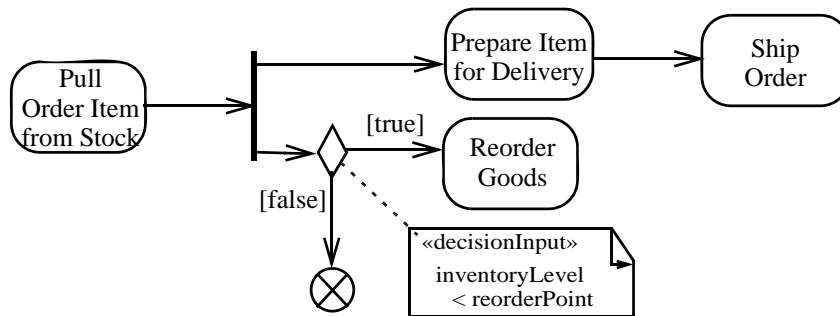 Pull
Order Item
from Stock
Prepare Item
for Delivery
Ship
Order
[true]
Reorder
Goods
[false]
«decisionInput»
inventoryLevel
< reorderPoint